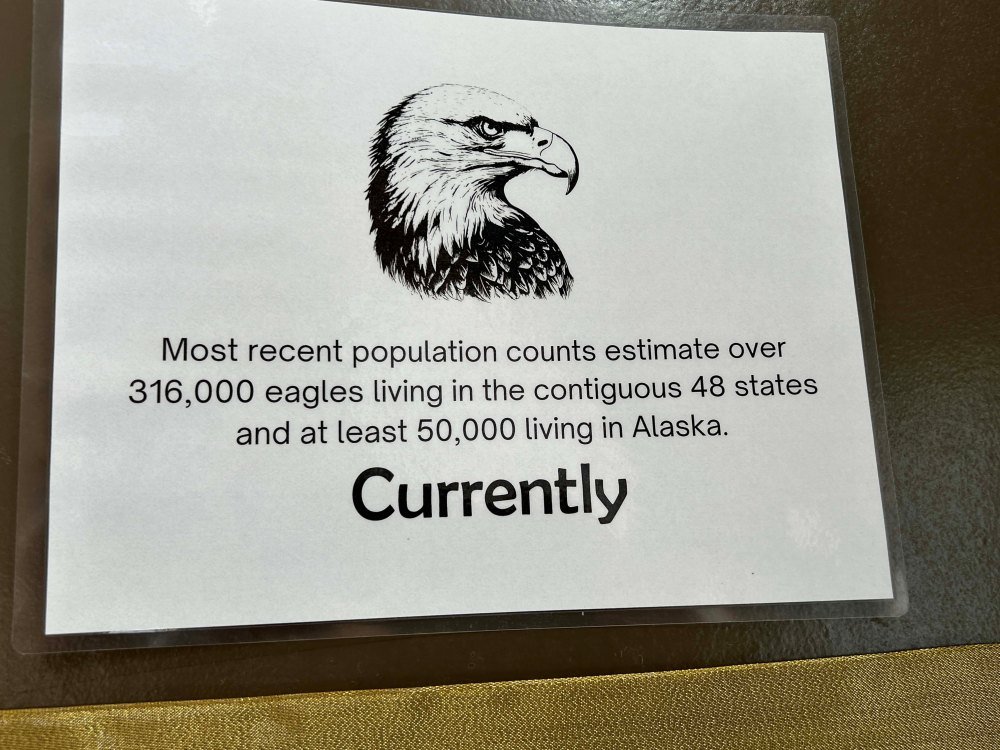 Most recent population counts estimate over
316,000 eagles living in the contiguous 48 states
and at least 50,000 living in Alaska.
Currently